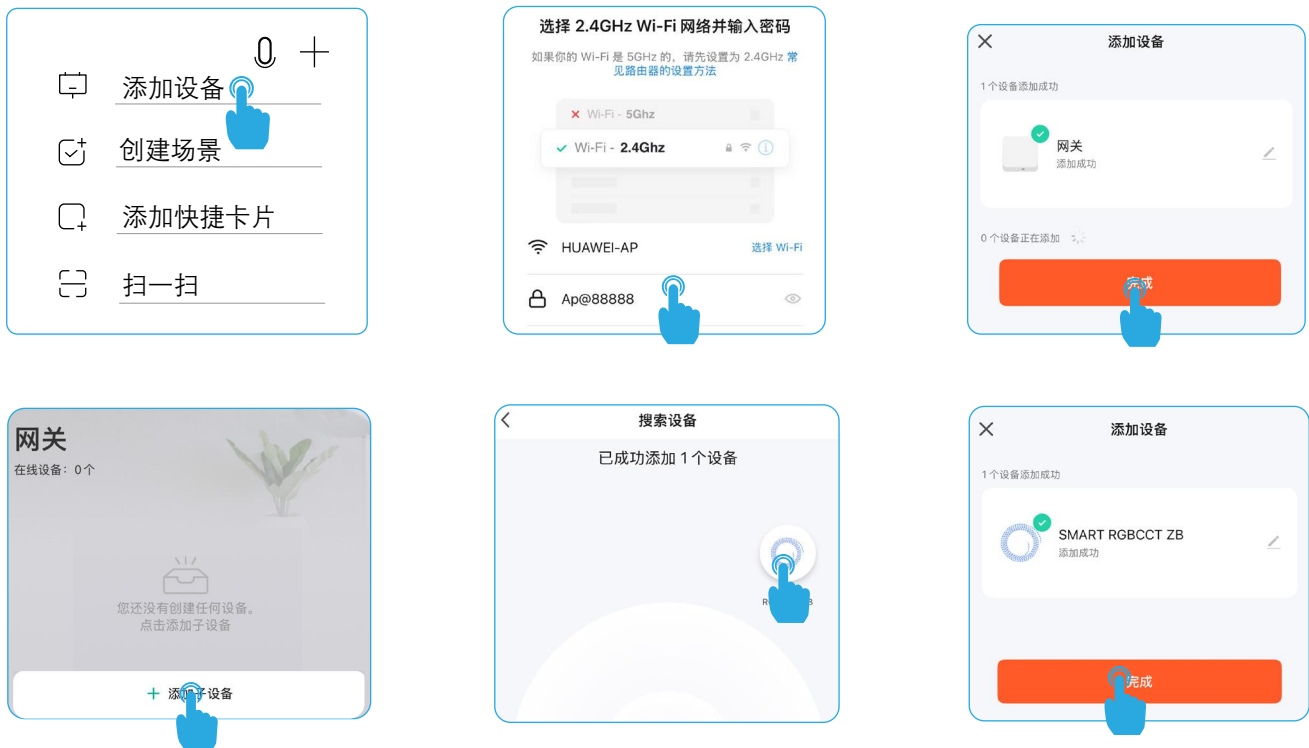 添加设备
创建场景
添加快捷卡片
扫一扫
选择 2.4GHz Wi-Fi 网络并输入密码
如果你的 Wi-Fi 是 5GHz 的，请先设置为 2.4GHz 常
见路由器的设置方法
Wi-Fi - 5Ghz
Wi-Fi - 2.4Ghz
HUAWEI-AP 选择 Wi-Fi
Ap@88888
添加设备
1个设备添加成功
网关
添加成功
0个设备正在添加
完成
网关
在线设备：0个
您还没有创建任何设备。
点击添加子设备
添加子设备
搜索设备
已成功添加 1 个设备
添加设备
1个设备添加成功
SMART RGBCCT ZB
添加成功
完成